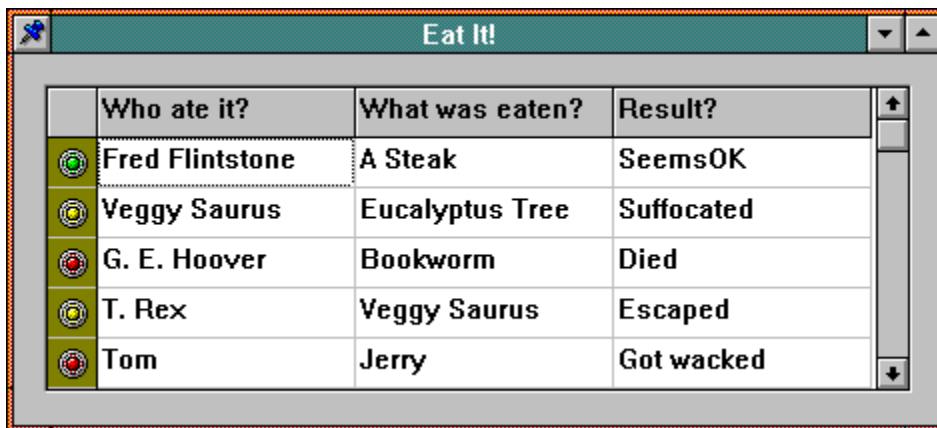 Eat It!
Who ate it? What was eaten? Result?
Fred Flintstone A Steak SeemsOK
Veggy Saurus Eucalyptus Tree Suffocated
G. E. Hoover Bookworm Died
T. Rex Veggy Saurus Escaped
Tom Jerry Got wacked